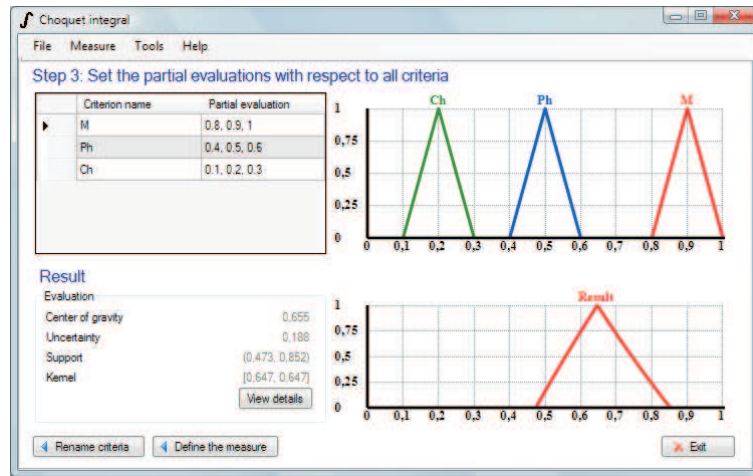 Choquet integral
File Measure Tools Help
Step 3: Set the partial evaluations with respect to all criteria
Criterion name Partial evaluation
M 0.8, 0.9, 1
Ph 0.4, 0.5, 0.6
Ch 0.1, 0.2, 0.3
Ch Ph M
1
0,75
0,5
0,25
0
0 0,1 0,2 0,3 0,4 0,5 0,6 0,7 0,8 0,9 1
Result
Evaluation
Center of gravity 0,655
Uncertainty 0,188
Support (0,473, 0,852)
Kernel [0,647, 0,647]
View details
Result
1
0,75
0,5
0,25
0
0 0,1 0,2 0,3 0,4 0,5 0,6 0,7 0,8 0,9 1
Rename criteria Define the measure Exit